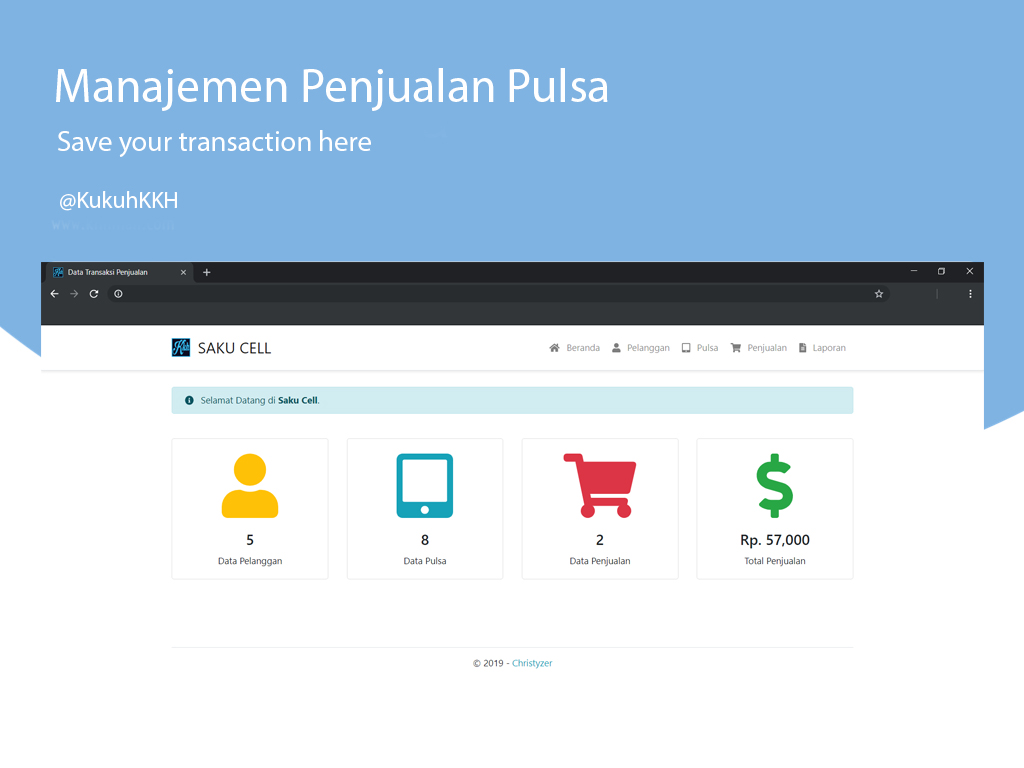 Manajemen Penjualan Pulsa
Save your transaction here
@KukuhKKH
Data Transaksi Penjualan
Kkh SAKU CELL
Beranda Pelanggan Pulsa Penjualan Laporan
Selamat Datang di Saku Cell.
5 8 2 Rp. 57,000
Data Pelanggan Data Pulsa Data Penjualan Total Penjualan
© 2019 - Christyzer